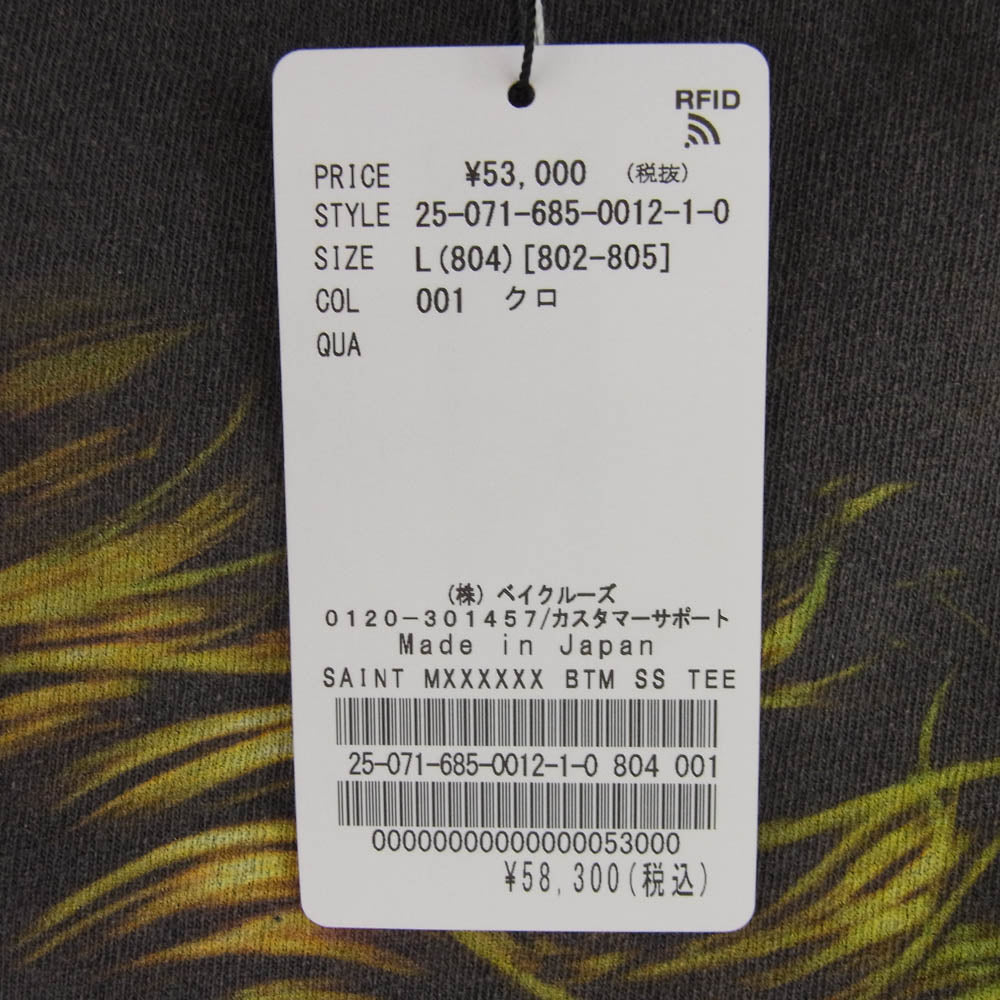 RFID
PRICE ¥53,000 (税抜)
STYLE 25-071-685-0012-1-0
SIZE L(804)[802-805]
COL 001 クロ
QUA
(株)ベイクルーズ
0120-301457/カスタマーサポート
Made in Japan
SAINT MXXXXXX BTM SS TEE
25-071-685-0012-1-0 804 001
00000000000000053000
¥58,300(税込)